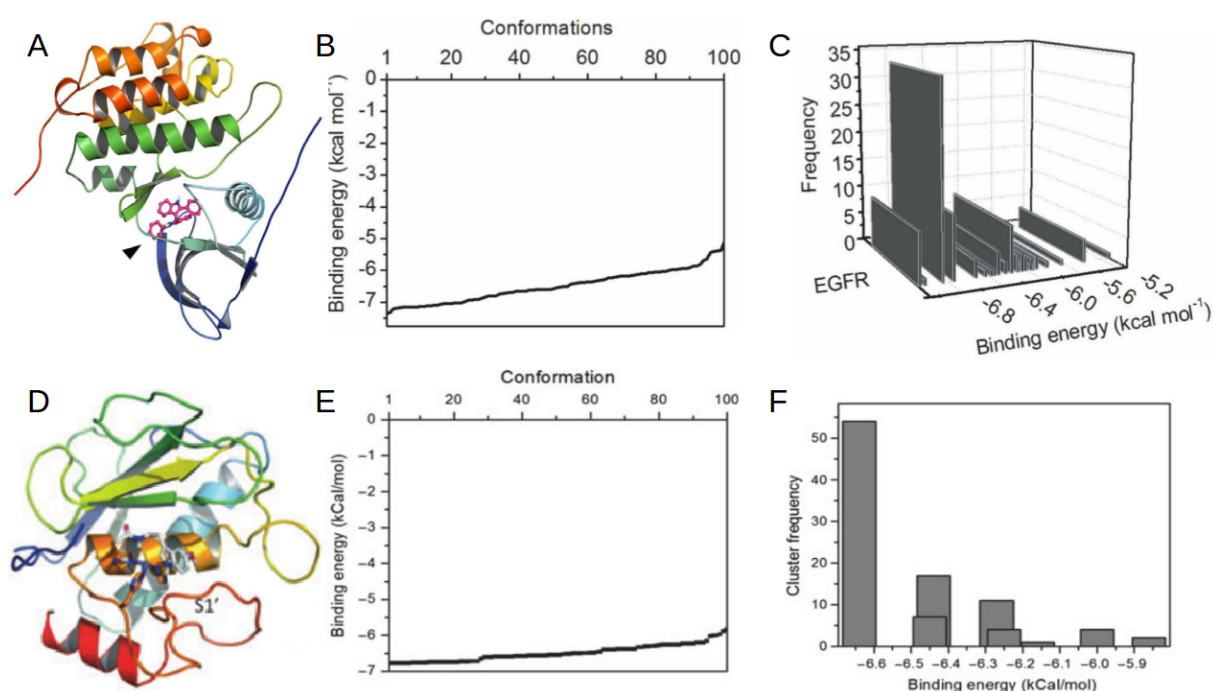 A
B
Conformations
1 20 40 60 80 100
0
-1
-2
-3
-4
-5
-6
-7
Binding energy (kcal mol⁻¹)
C
35
30
25
20
15
10
5
0
Frequency
EGFR
-6.8 -6.4 -6.0 -5.6 -5.2
Binding energy (kcal mol⁻¹)
D
S1'
E
Conformation
1 20 40 60 80 100
0
−1
−2
−3
−4
−5
−6
−7
Binding energy (kCal/mol)
F
50
40
30
20
10
0
Cluster frequency
−6.6 −6.5 −6.4 −6.3 −6.2 −6.1 −6.0 −5.9
Binding energy (kCal/mol)